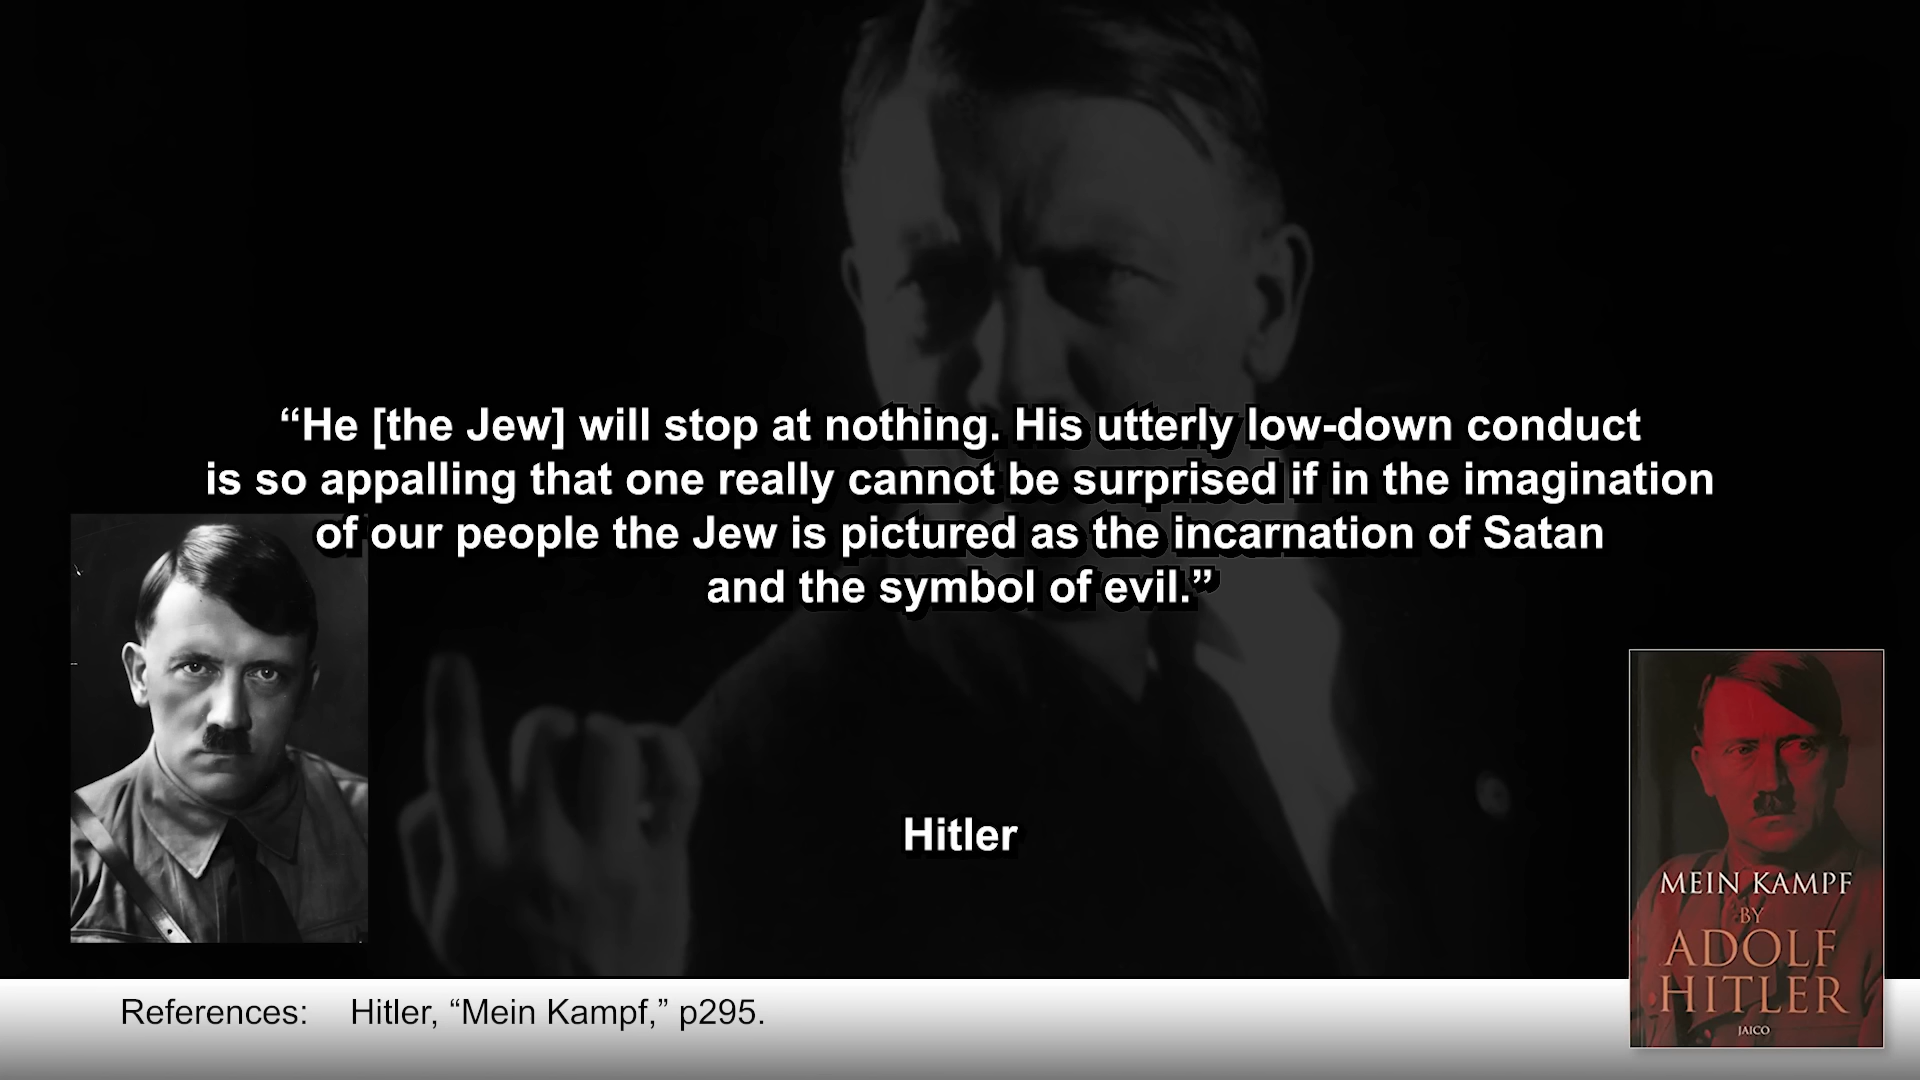 “He [the Jew] will stop at nothing. His utterly low-down conduct
is so appalling that one really cannot be surprised if in the imagination
of our people the Jew is pictured as the incarnation of Satan
and the symbol of evil.”
Hitler
MEIN KAMPF
BY
ADOLF
HITLER
JAICO
References: Hitler, “Mein Kampf,” p295.